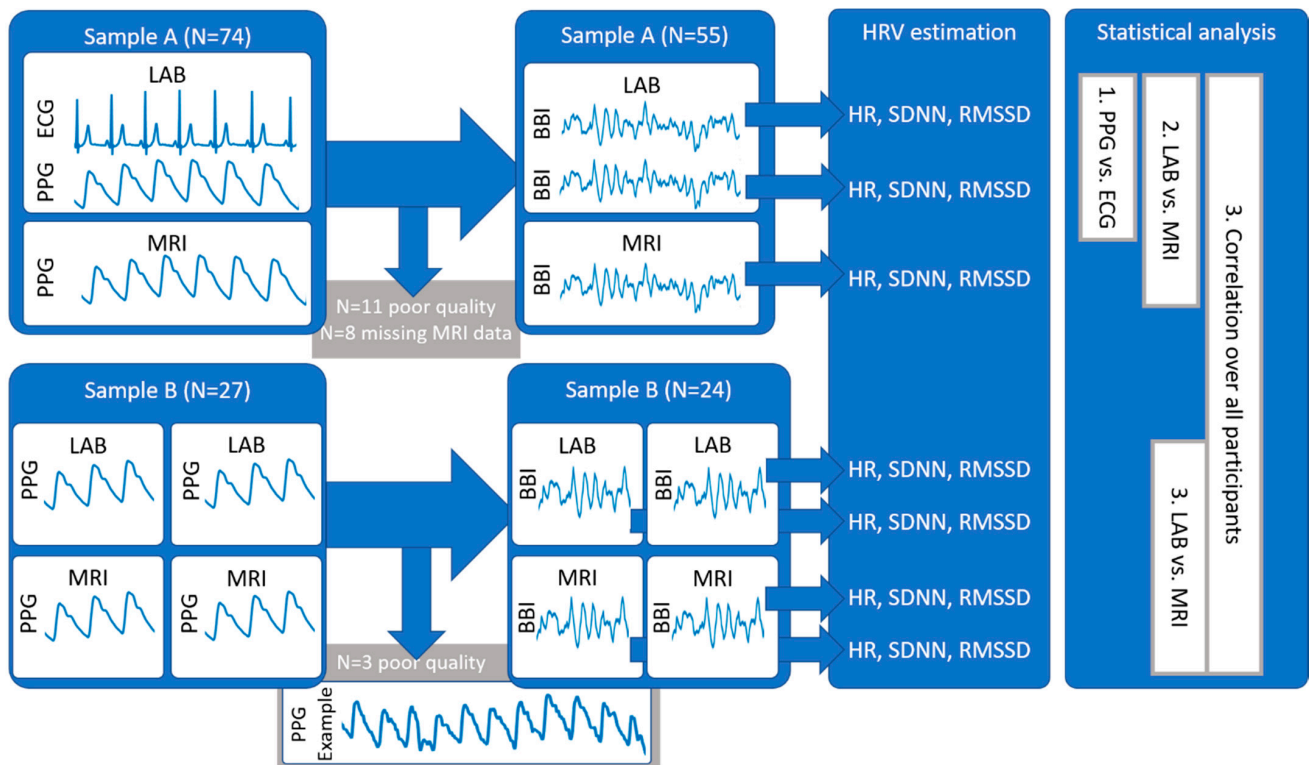 Sample A (N=74)
LAB
ECG
PPG
MRI
PPG
N=11 poor quality
N=8 missing MRI data
Sample A (N=55)
LAB
BBI
BBI
MRI
BBI
HRV estimation
HR, SDNN, RMSSD
HR, SDNN, RMSSD
HR, SDNN, RMSSD
Statistical analysis
1. PPG vs. ECG
2. LAB vs. MRI
3. Correlation over all participants
Sample B (N=27)
LAB
PPG
LAB
PPG
MRI
PPG
MRI
PPG
N=3 poor quality
PPG
Example
Sample B (N=24)
LAB
BBI
LAB
BBI
MRI
BBI
MRI
BBI
HR, SDNN, RMSSD
HR, SDNN, RMSSD
HR, SDNN, RMSSD
HR, SDNN, RMSSD
3. LAB vs. MRI